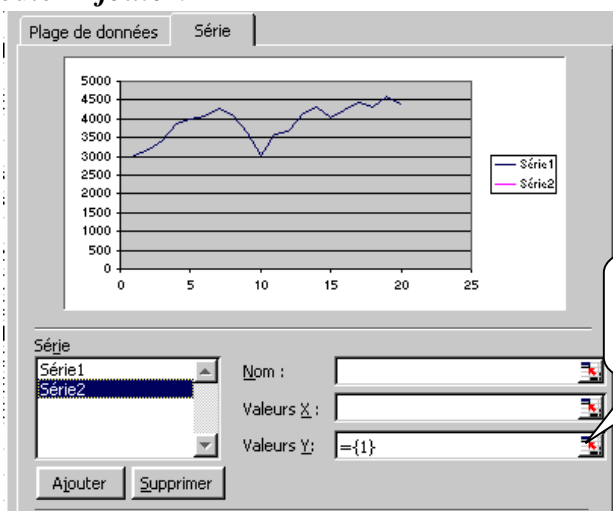 Plage de données Série
5000
4500
4000
3500
3000
2500
2000
1500
1000
500
0
0 5 10 15 20 25
Série1
Série2
Série
Série1
Série2
Nom :
Valeurs X :
Valeurs Y: ={1}
Ajouter Supprimer